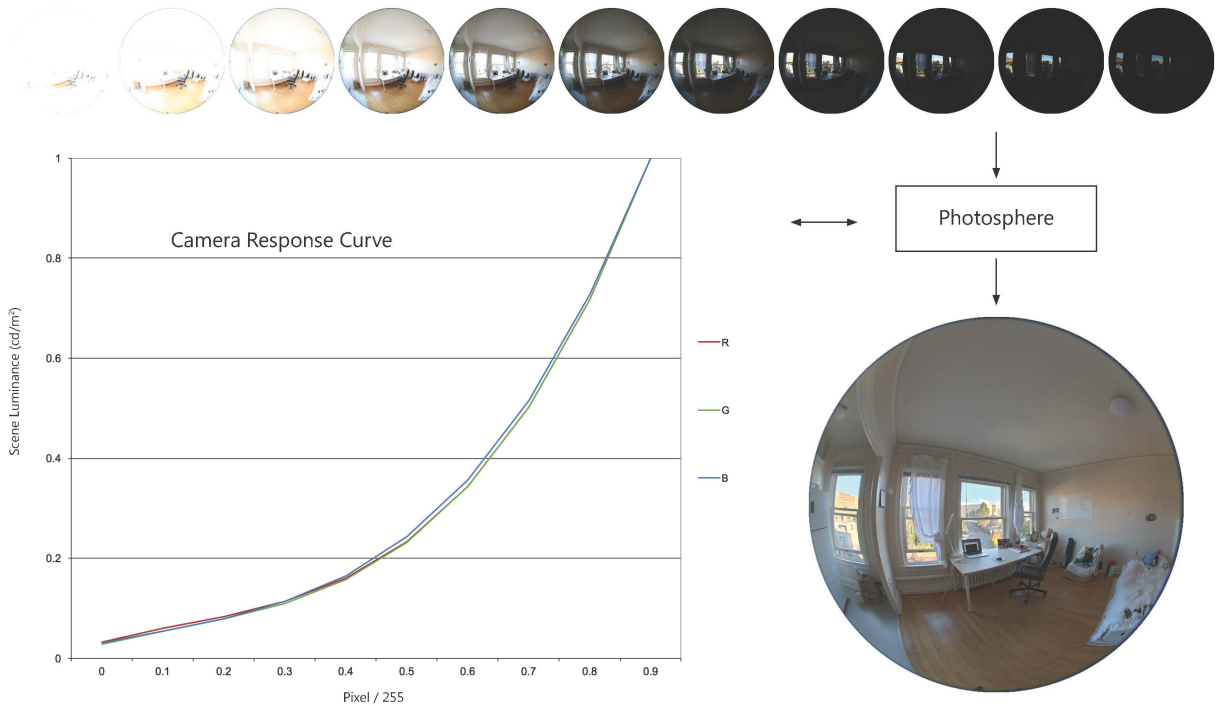 Photosphere
Camera Response Curve
Scene Luminance (cd/m²)
1
0.8
0.6
0.4
0.2
0
0
0.1
0.2
0.3
0.4
0.5
0.6
0.7
0.8
0.9
Pixel / 255
R
G
B